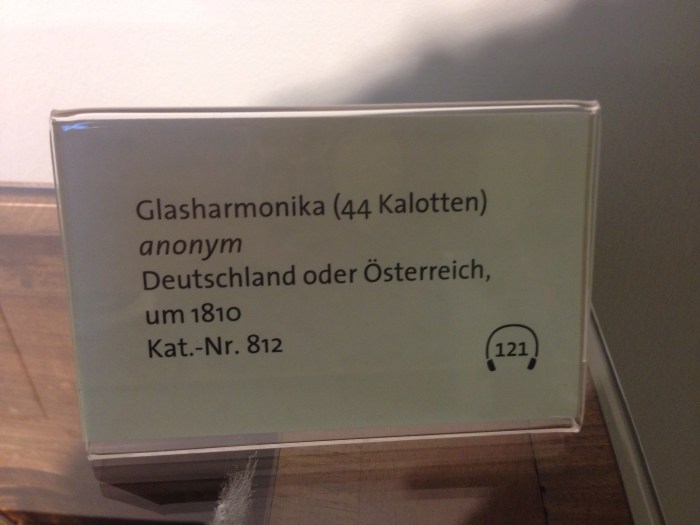 Glasharmonika (44 Kalotten)
anonym
Deutschland oder Österreich,
um 1810
Kat.-Nr. 812
121